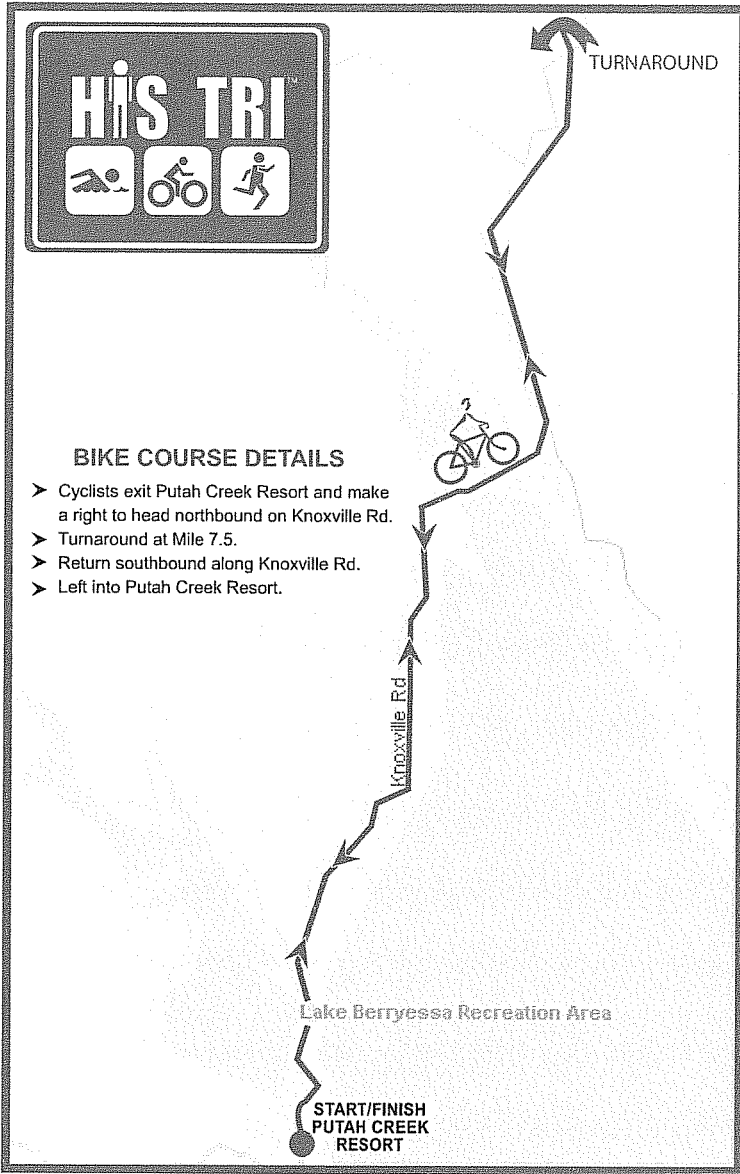 HIS TRI™
TURNAROUND
BIKE COURSE DETAILS
➤ Cyclists exit Putah Creek Resort and make
a right to head northbound on Knoxville Rd.
➤ Turnaround at Mile 7.5.
➤ Return southbound along Knoxville Rd.
➤ Left into Putah Creek Resort.
Knoxville Rd
Lake Berryessa Recreation Area
START/FINISH
PUTAH CREEK
RESORT